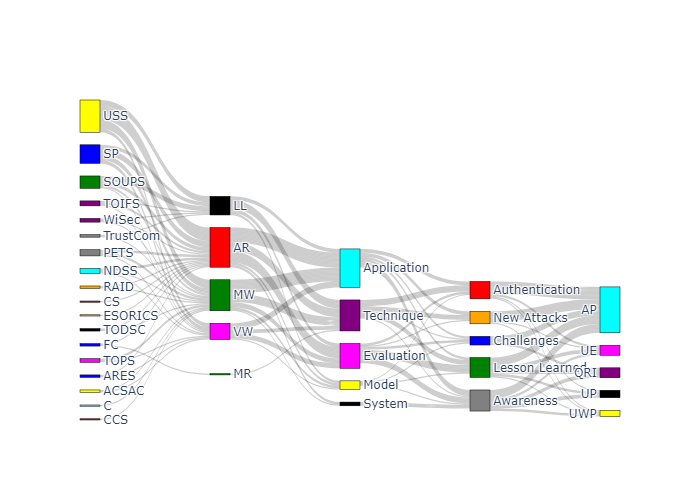 USS
SP
SOUPS
TOIFS
WiSec
TrustCom
PETS
NDSS
RAID
CS
ESORICS
TODSC
FC
TOPS
ARES
ACSAC
C
CCS
LL
AR
MW
VW
MR
Application
Technique
Evaluation
Model
System
Authentication
New Attacks
Challenges
Lesson Learned
Awareness
AP
UE
QRI
UP
UWP